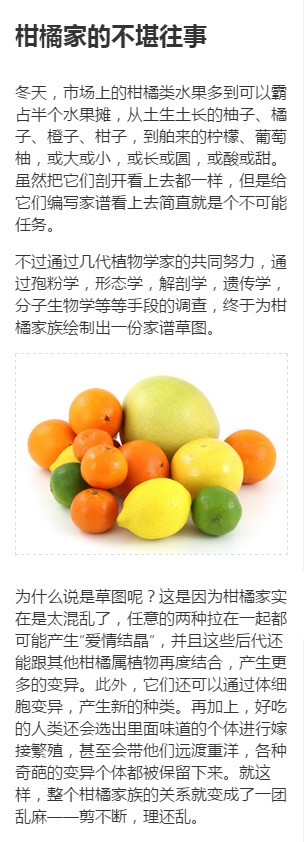 柑橘家的不堪往事
冬天，市场上的柑橘类水果多到可以霸
占半个水果摊，从土生土长的柚子、橘
子、橙子、柑子，到舶来的柠檬、葡萄
柚，或大或小，或长或圆，或酸或甜。
虽然把它们剖开看上去都一样，但是给
它们编写家谱看上去简直就是个不可能
任务。
不过通过几代植物学家的共同努力，通
过孢粉学，形态学，解剖学，遗传学，
分子生物学等等手段的调查，终于为柑
橘家族绘制出一份家谱草图。
为什么说是草图呢？这是因为柑橘家实
在是太混乱了，任意的两种拉在一起都
可能产生“爱情结晶”，并且这些后代还
能跟其他柑橘属植物再度结合，产生更
多的变异。此外，它们还可以通过体细
胞变异，产生新的种类。再加上，好吃
的人类还会选出里面味道的个体进行嫁
接繁殖，甚至会带他们远渡重洋，各种
奇葩的变异个体都被保留下来。就这
样，整个柑橘家族的关系就变成了一团
乱麻——剪不断，理还乱。